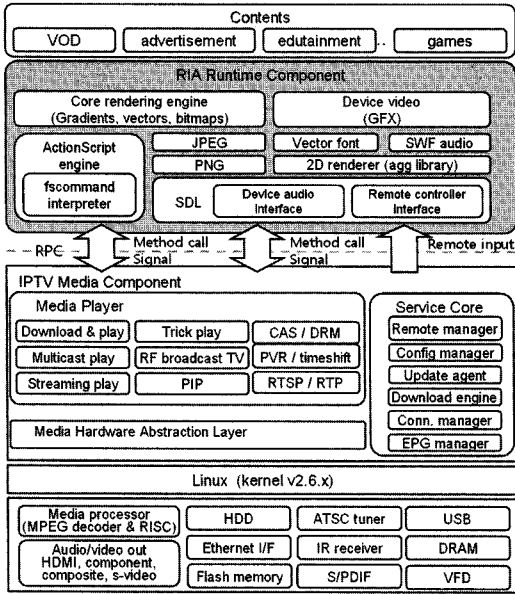 Contents
VOD
advertisement
edutainment
..
games
RIA Runtime Component
Core rendering engine
(Gradients, vectors, bitmaps)
Device video
(GFX)
ActionScript
engine
fscommand
interpreter
JPEG
Vector font
SWF audio
PNG
2D renderer (agg library)
SDL
Device audio
Interface
Remote controller
Interface
RPC
Method call
Signal
Method call
Signal
Remote input
IPTV Media Component
Media Player
Download & play
Trick play
CAS / DRM
Multicast play
RF broadcast TV
PVR / timeshift
Streaming play
PIP
RTSP / RTP
Media Hardware Abstraction Layer
Service Core
Remote manager
Config manager
Update agent
Download engine
Conn. manager
EPG manager
Linux (kernel v2.6.x)
Media processor
(MPEG decoder & RISC)
HDD
ATSC tuner
USB
Audio/video out
HDMI, component,
composite, s-video
Ethernet I/F
IR receiver
DRAM
Flash memory
S/PDIF
VFD